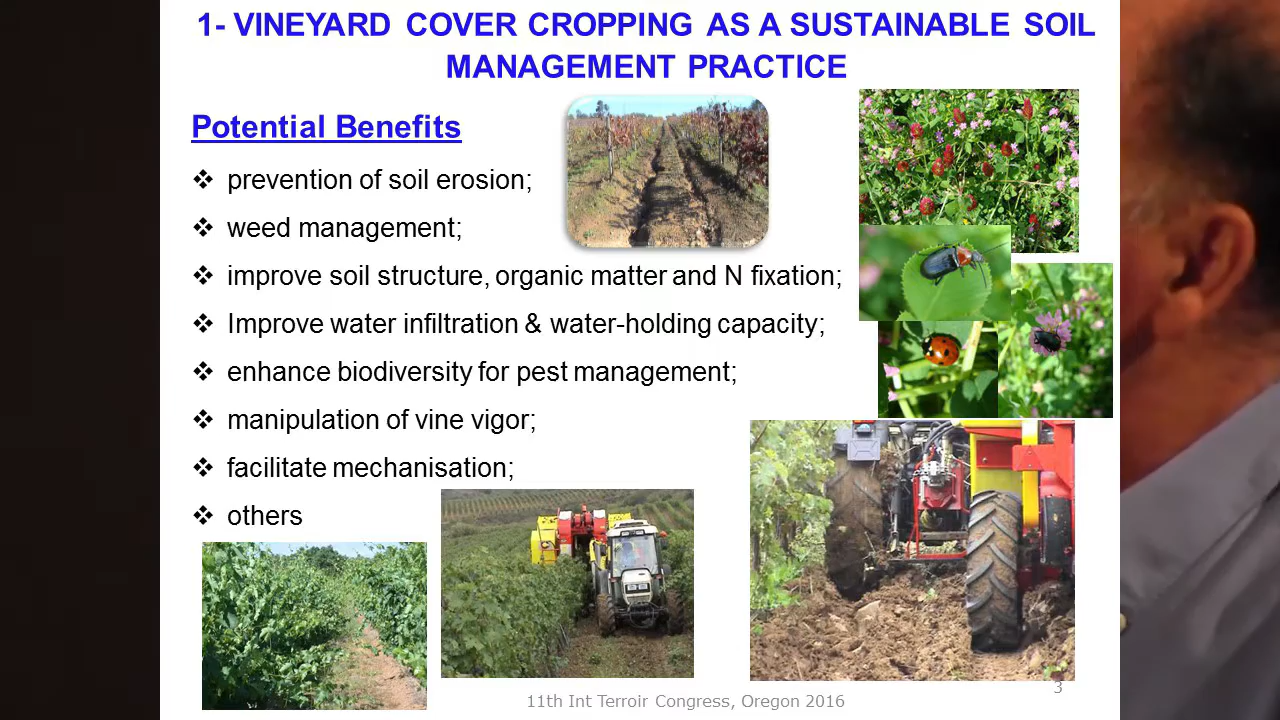 1- VINEYARD COVER CROPPING AS A SUSTAINABLE SOIL
MANAGEMENT PRACTICE
Potential Benefits
❖ prevention of soil erosion;
❖ weed management;
❖ improve soil structure, organic matter and N fixation;
❖ Improve water infiltration & water-holding capacity;
❖ enhance biodiversity for pest management;
❖ manipulation of vine vigor;
❖ facilitate mechanisation;
❖ others
3
11th Int Terroir Congress, Oregon 2016